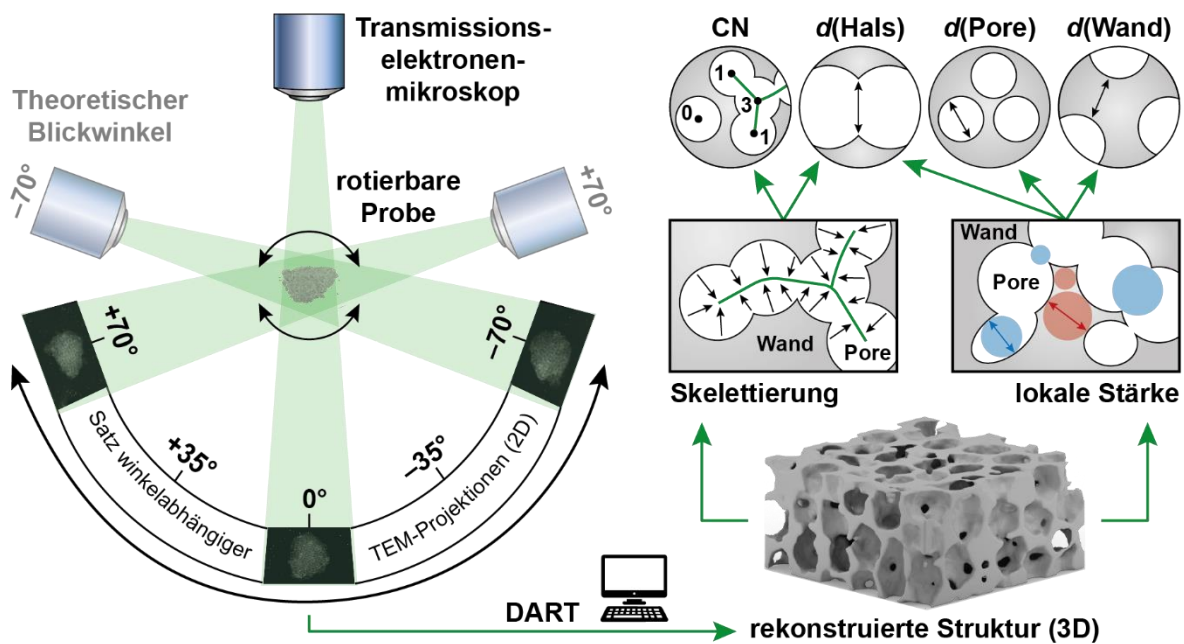 Transmissions-
elektronen-
mikroskop
Theoretischer
Blickwinkel
−70°
+70°
rotierbare
Probe
+70°
−70°
+35°
−35°
0°
Satz winkelabhängiger
TEM-Projektionen (2D)
DART
CN
d(Hals)
d(Pore)
d(Wand)
1
3
0
1
Wand
Pore
Skelettierung
Wand
Pore
lokale Stärke
rekonstruierte Struktur (3D)